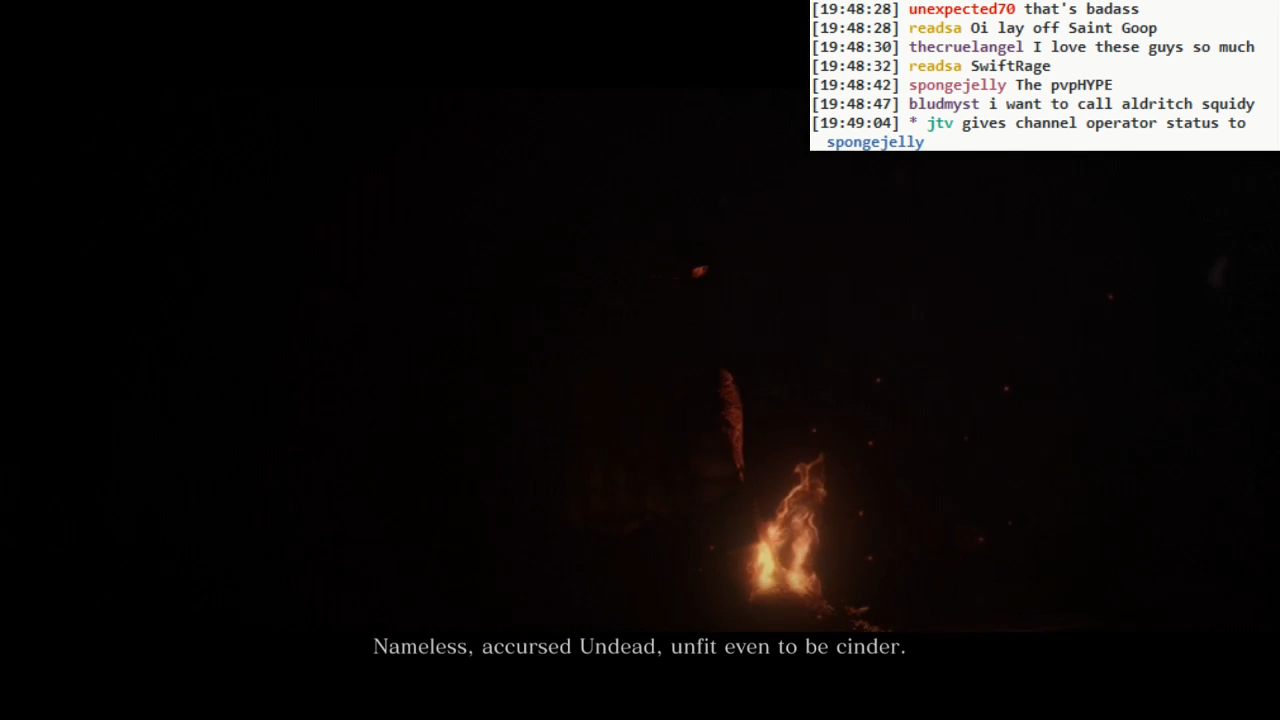 [19:48:28] unexpected70 that's badass
[19:48:28] readsa Oi lay off Saint Goop
[19:48:30] thecruelangel I love these guys so much
[19:48:32] readsa SwiftRage
[19:48:42] spongejelly The pvpHYPE
[19:48:47] bludmyst i want to call aldritch squidy
[19:49:04] * jtv gives channel operator status to
spongejelly
Nameless, accursed Undead, unfit even to be cinder.